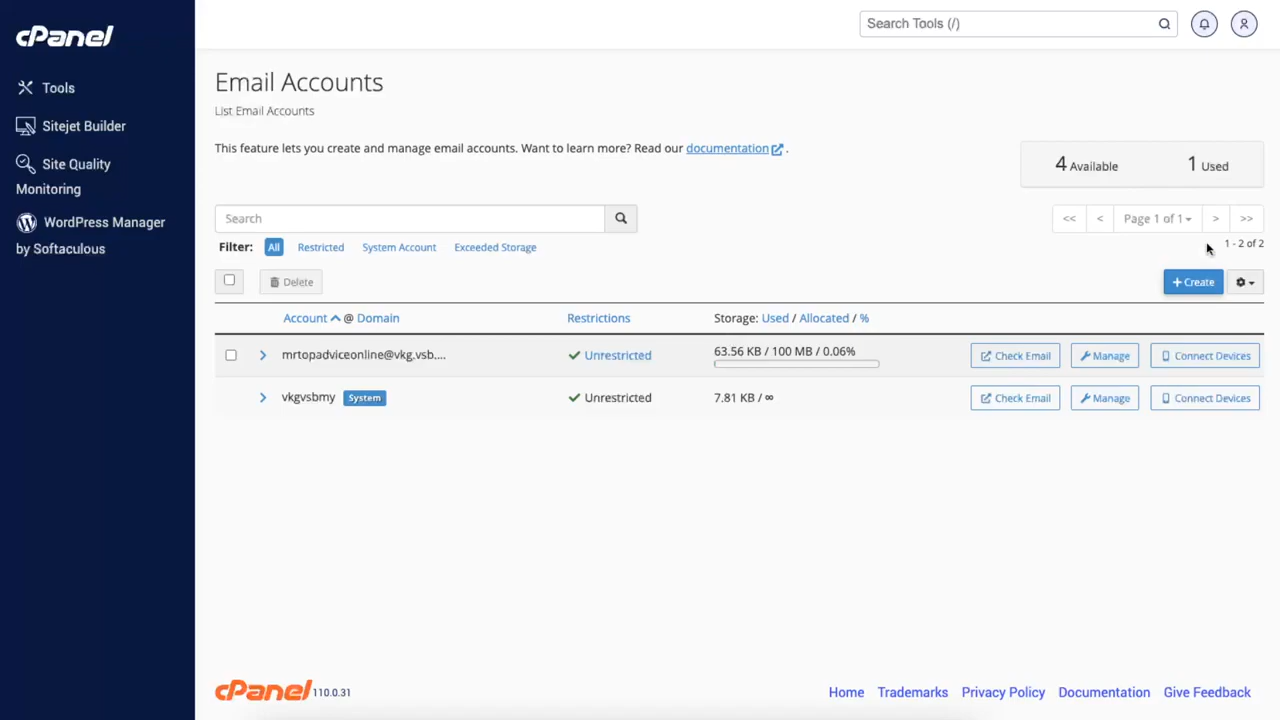 cPanel
Search Tools (/)
Tools
Sitejet Builder
Site Quality
Monitoring
WordPress Manager
by Softaculous
Email Accounts
List Email Accounts
This feature lets you create and manage email accounts. Want to learn more? Read our documentation .
4 Available 1 Used
Search
<< < Page 1 of 1 > >>
Filter: All Restricted System Account Exceeded Storage
1 - 2 of 2
Delete
+ Create
Account @ Domain Restrictions Storage: Used / Allocated / %
mrtopadviceonline@vkg.vsb.... Unrestricted 63.56 KB / 100 MB / 0.06% Check Email Manage Connect Devices
vkgvsbmy System Unrestricted 7.81 KB / ∞ Check Email Manage Connect Devices
cPanel 110.0.31
Home Trademarks Privacy Policy Documentation Give Feedback